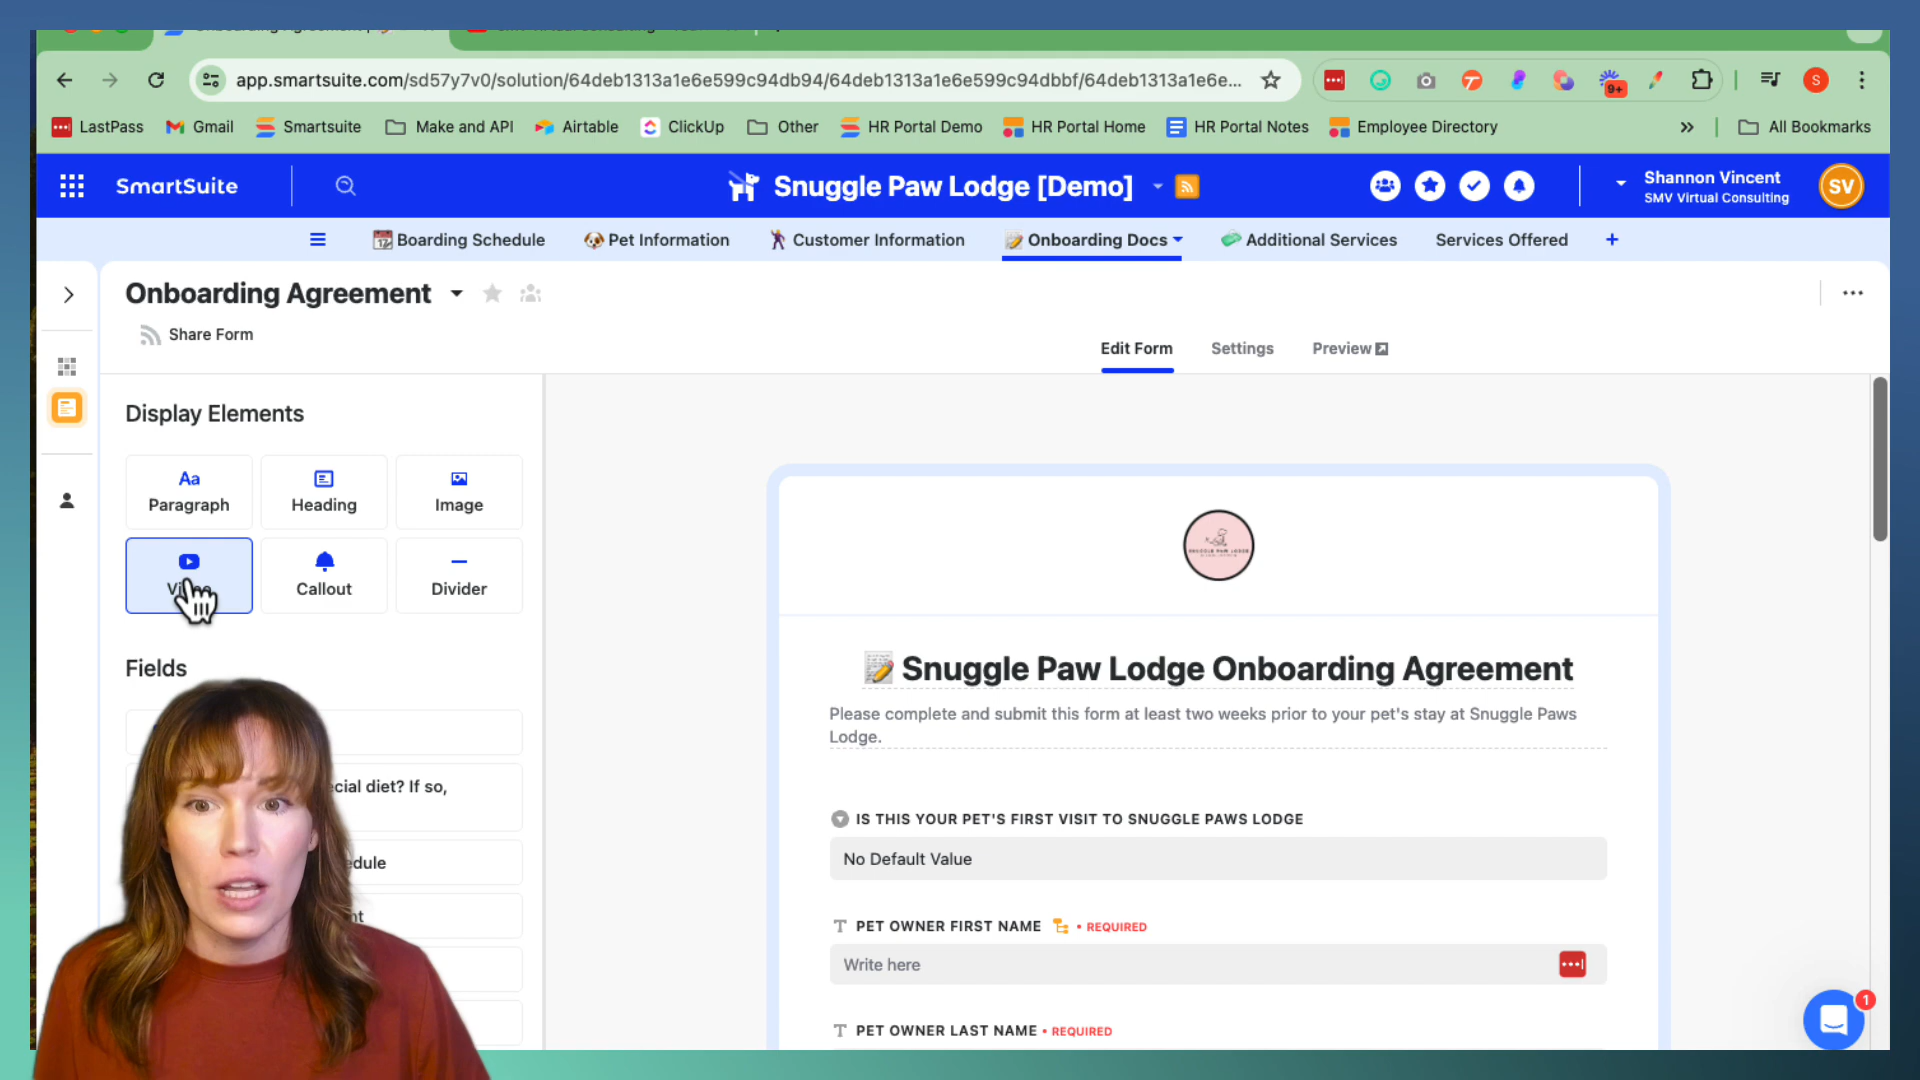 app.smartsuite.com/sd57y7v0/solution/64deb1313a1e6e599c94db94/64deb1313a1e6e599c94dbbf/64deb1313a1e6e...
9+
S
LastPass
Gmail
Smartsuite
Make and API
Airtable
ClickUp
Other
HR Portal Demo
HR Portal Home
HR Portal Notes
Employee Directory
All Bookmarks
SmartSuite
Snuggle Paw Lodge [Demo]
Shannon Vincent
SMV Virtual Consulting
SV
Boarding Schedule
Pet Information
Customer Information
Onboarding Docs
Additional Services
Services Offered
Onboarding Agreement
Share Form
Edit Form
Settings
Preview
Display Elements
Aa
Paragraph
Heading
Image
Callout
Divider
Fields
diet? If so,
Snuggle Paw Lodge Onboarding Agreement
Please complete and submit this form at least two weeks prior to your pet's stay at Snuggle Paws
Lodge.
IS THIS YOUR PET'S FIRST VISIT TO SNUGGLE PAWS LODGE
No Default Value
PET OWNER FIRST NAME • REQUIRED
Write here
PET OWNER LAST NAME • REQUIRED
1